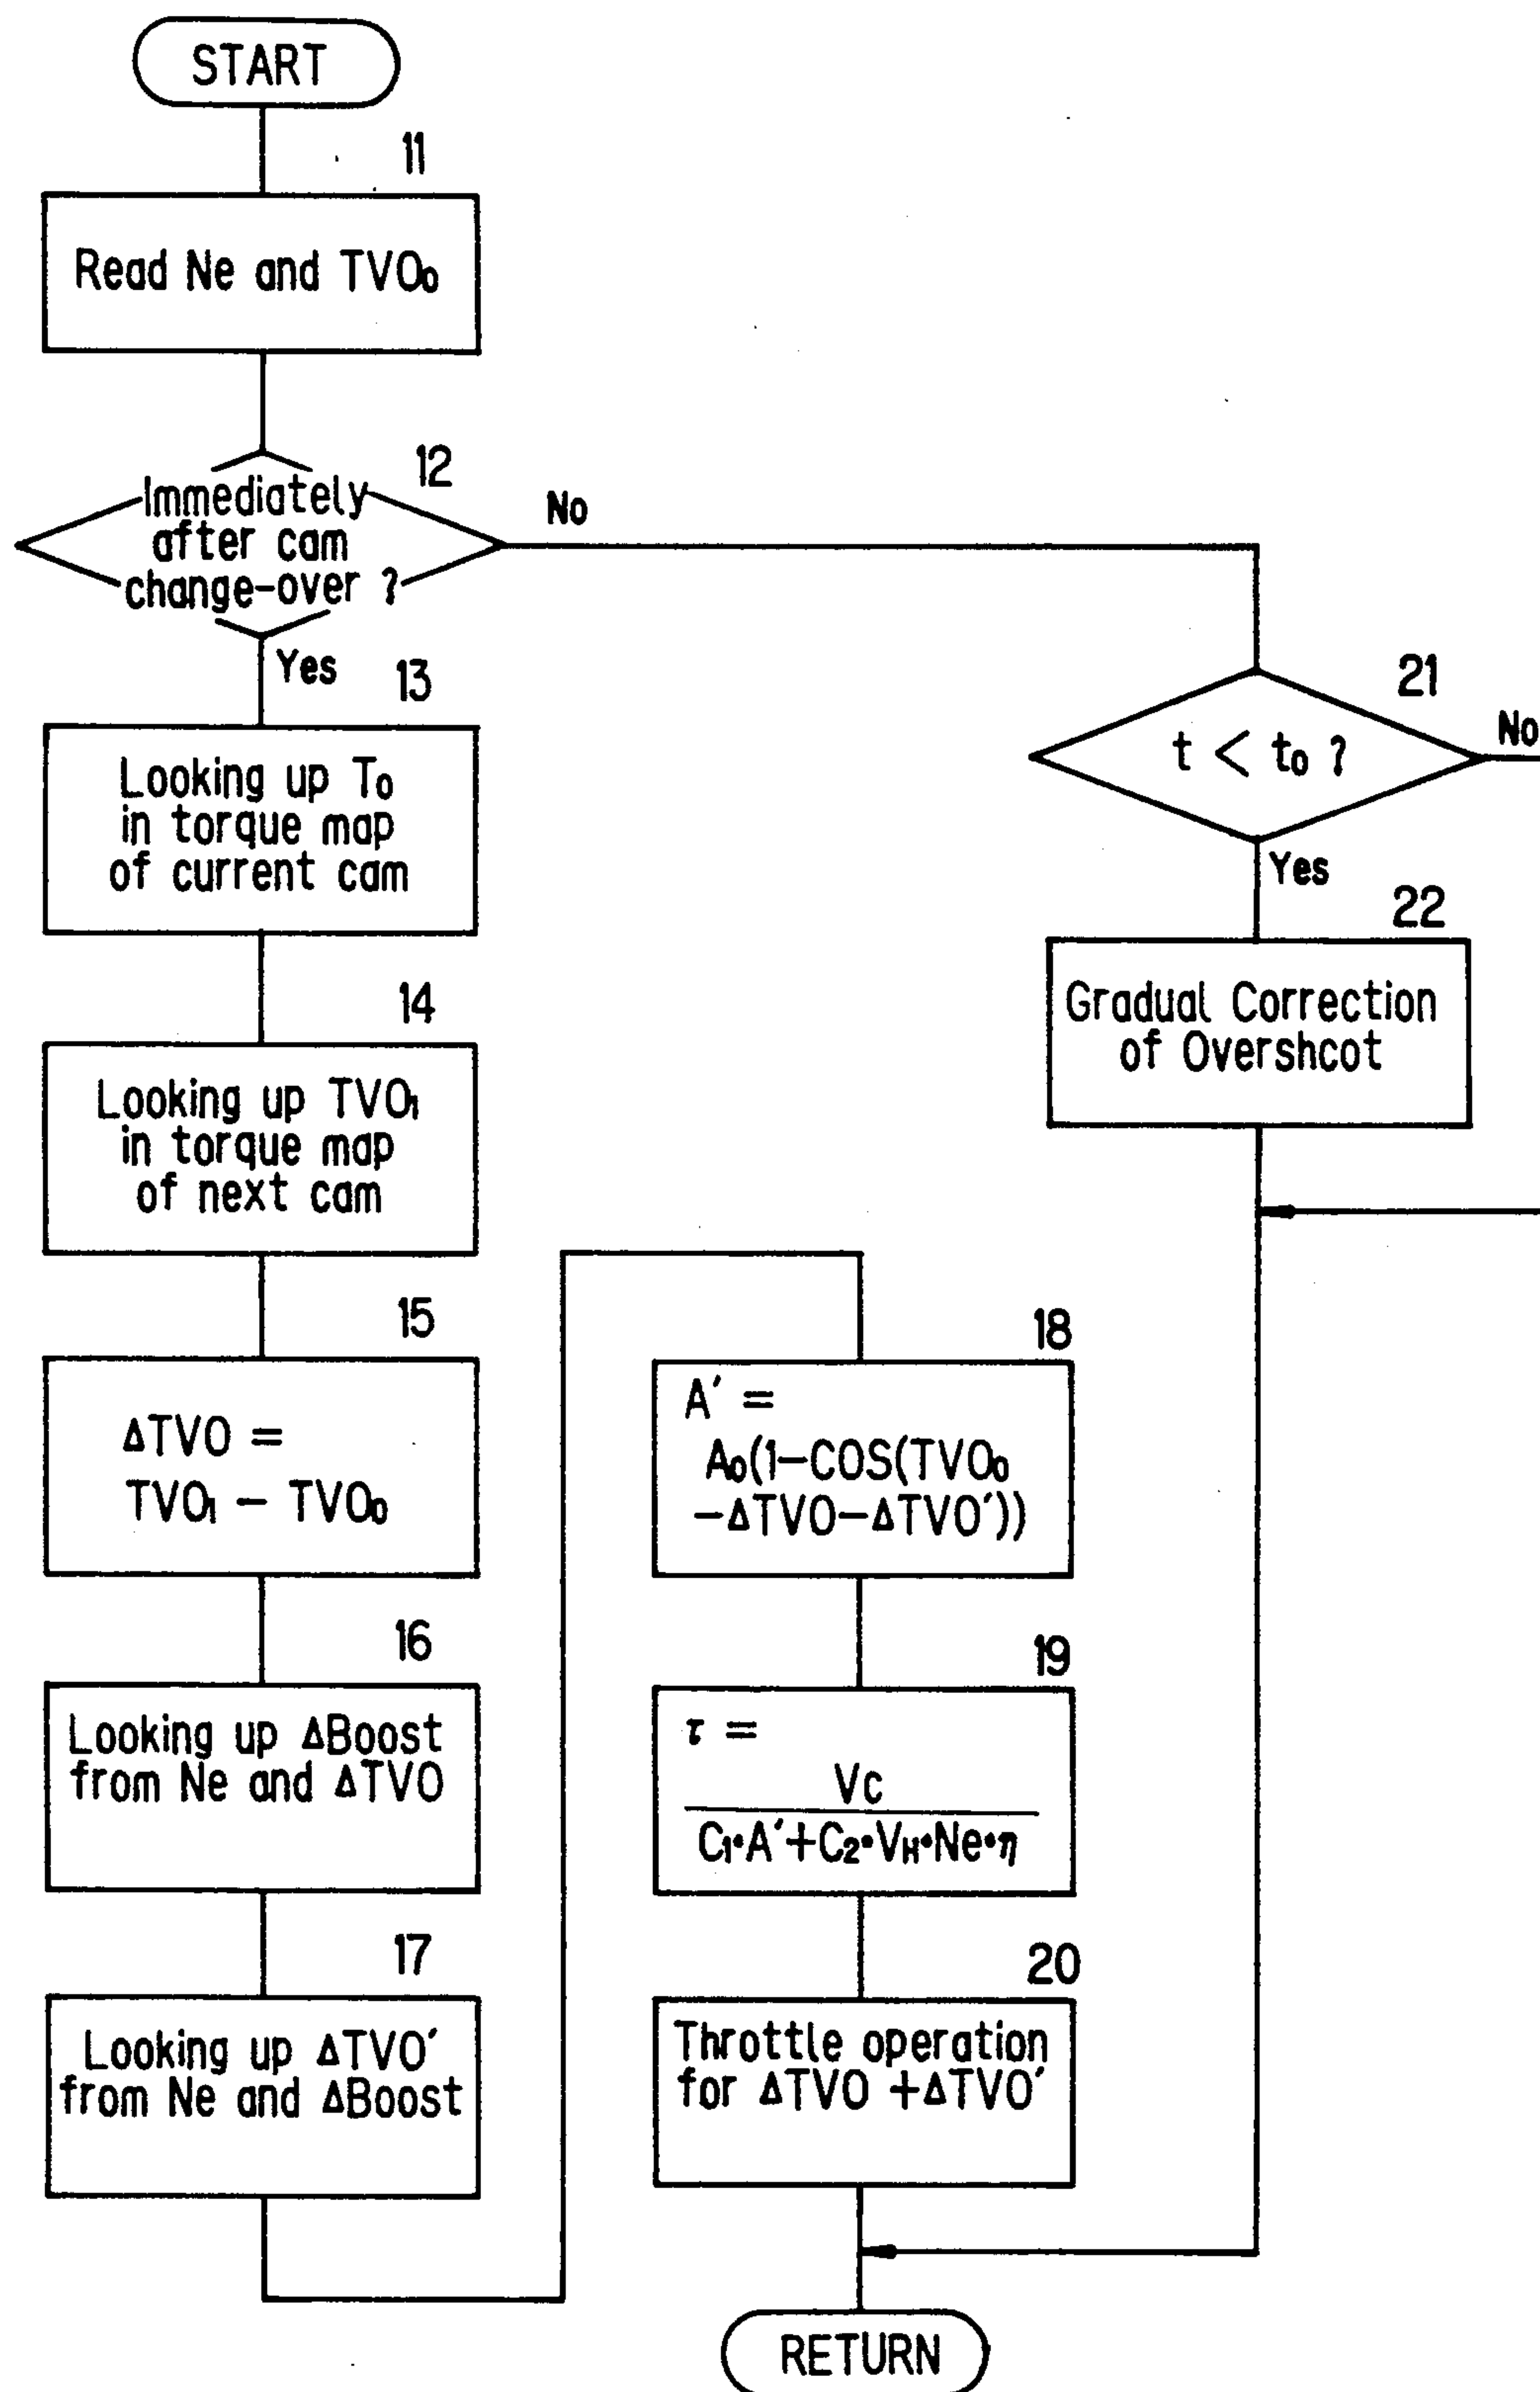 START
11
Read Ne and TVO₀
12
Immediately
after cam
change-over ?
No
Yes
13
Looking up T₀
in torque map
of current cam
14
Looking up TVO₁
in torque map
of next cam
15
ΔTVO =
TVO₁ − TVO₀
16
Looking up ΔBoost
from Ne and ΔTVO
17
Looking up ΔTVO′
from Ne and ΔBoost
18
A′ =
A₀(1−COS(TVO₀
−ΔTVO−ΔTVO′))
19
τ =
Vc
C₁•A′+C₂•V_H•Ne•η
20
Throttle operation
for ΔTVO +ΔTVO′
21
t < t₀ ?
No
Yes
22
Gradual Correction
of Overshcot
RETURN